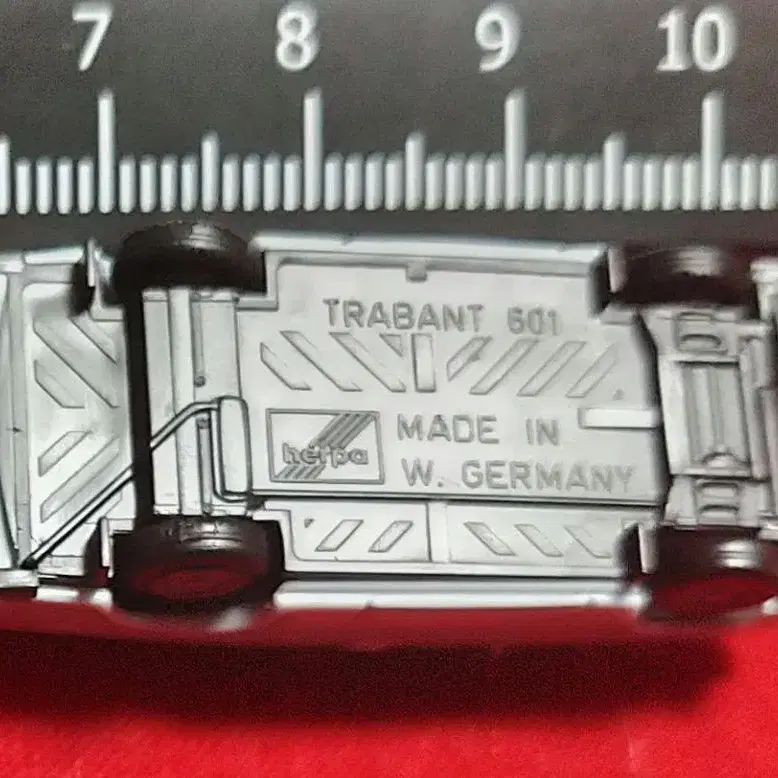 7 8 9 10
TRABANT 601
herpa
MADE IN
W. GERMANY